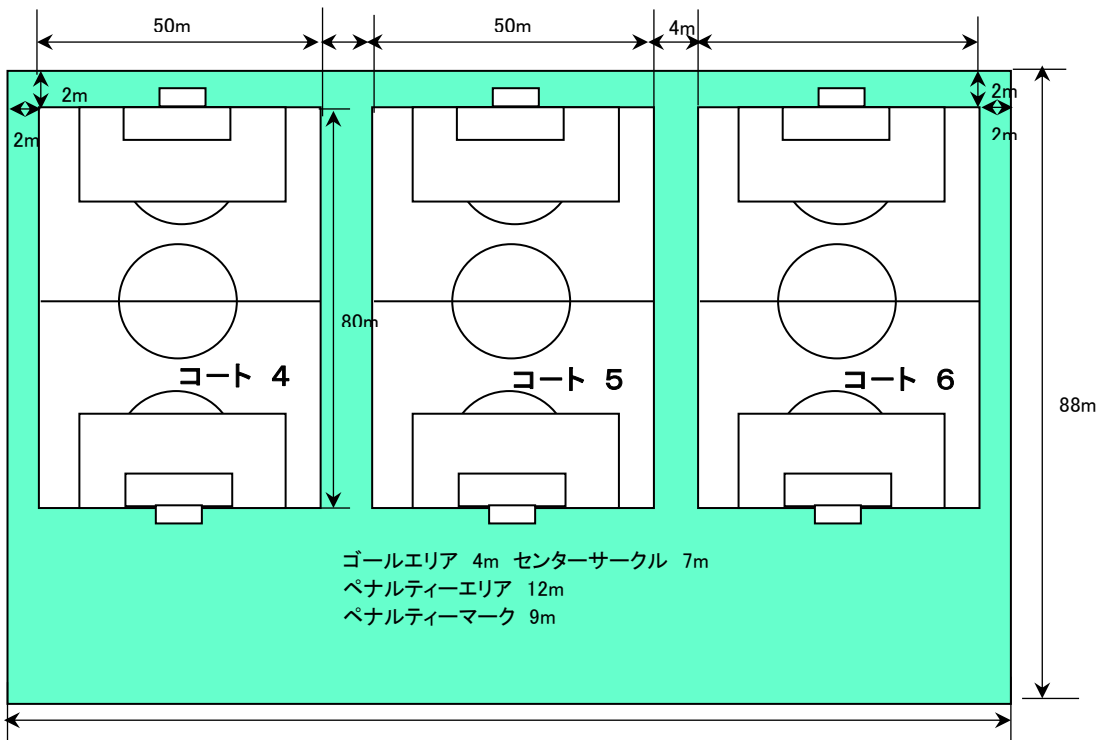 50m 50m 4m
2m 2m
2m 2m
80m
コート 4 コート 5 コート 6
88m
ゴールエリア 4m センターサークル 7m
ペナルティーエリア 12m
ペナルティーマーク 9m